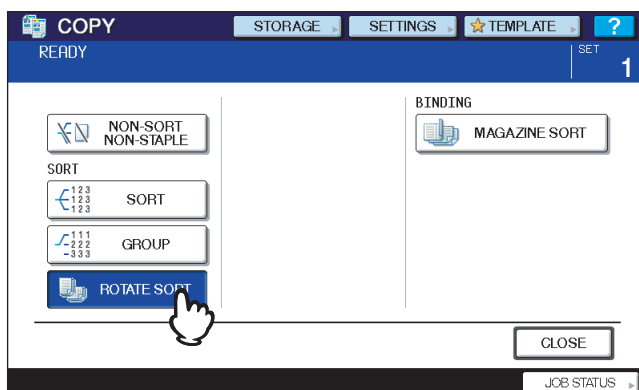 COPY
STORAGE
SETTINGS
TEMPLATE
?
READY
SET
1
NON-SORT
NON-STAPLE
SORT
123
123
123
SORT
111
222
333
GROUP
ROTATE SORT
BINDING
MAGAZINE SORT
CLOSE
JOB STATUS